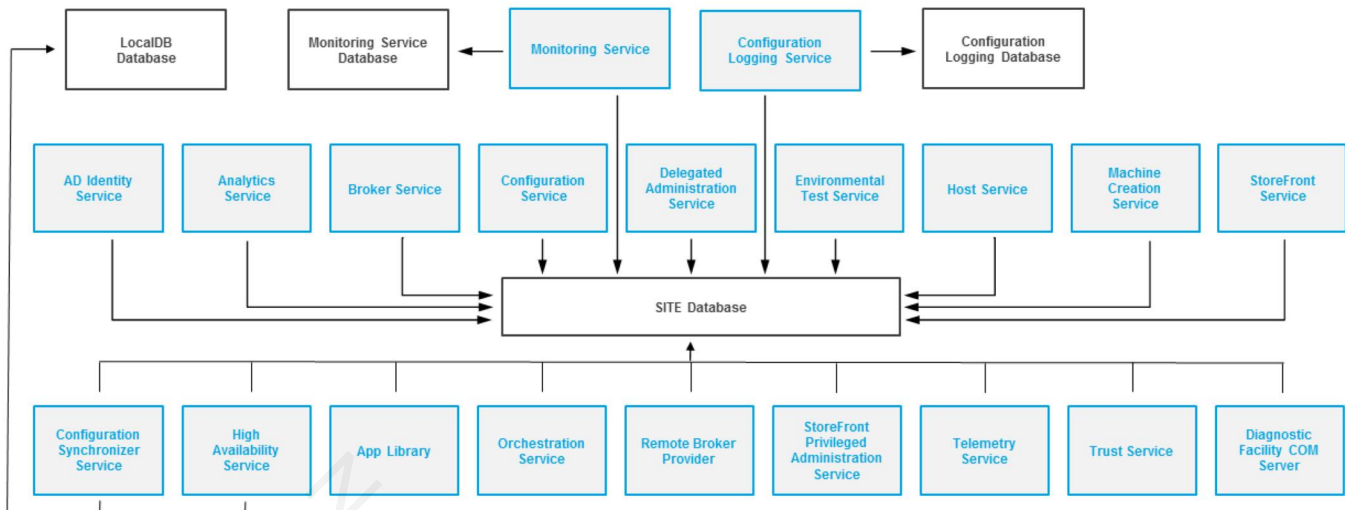 LocalDB
Database
Monitoring Service
Database
Monitoring Service
Configuration
Logging Service
Configuration
Logging Database
AD Identity
Service
Analytics
Service
Broker Service
Configuration
Service
Delegated
Administration
Service
Environmental
Test Service
Host Service
Machine
Creation
Service
StoreFront
Service
SITE Database
Configuration
Synchronizer
Service
High
Availability
Service
App Library
Orchestration
Service
Remote Broker
Provider
StoreFront
Privileged
Administration
Service
Telemetry
Service
Trust Service
Diagnostic
Facility COM
Server